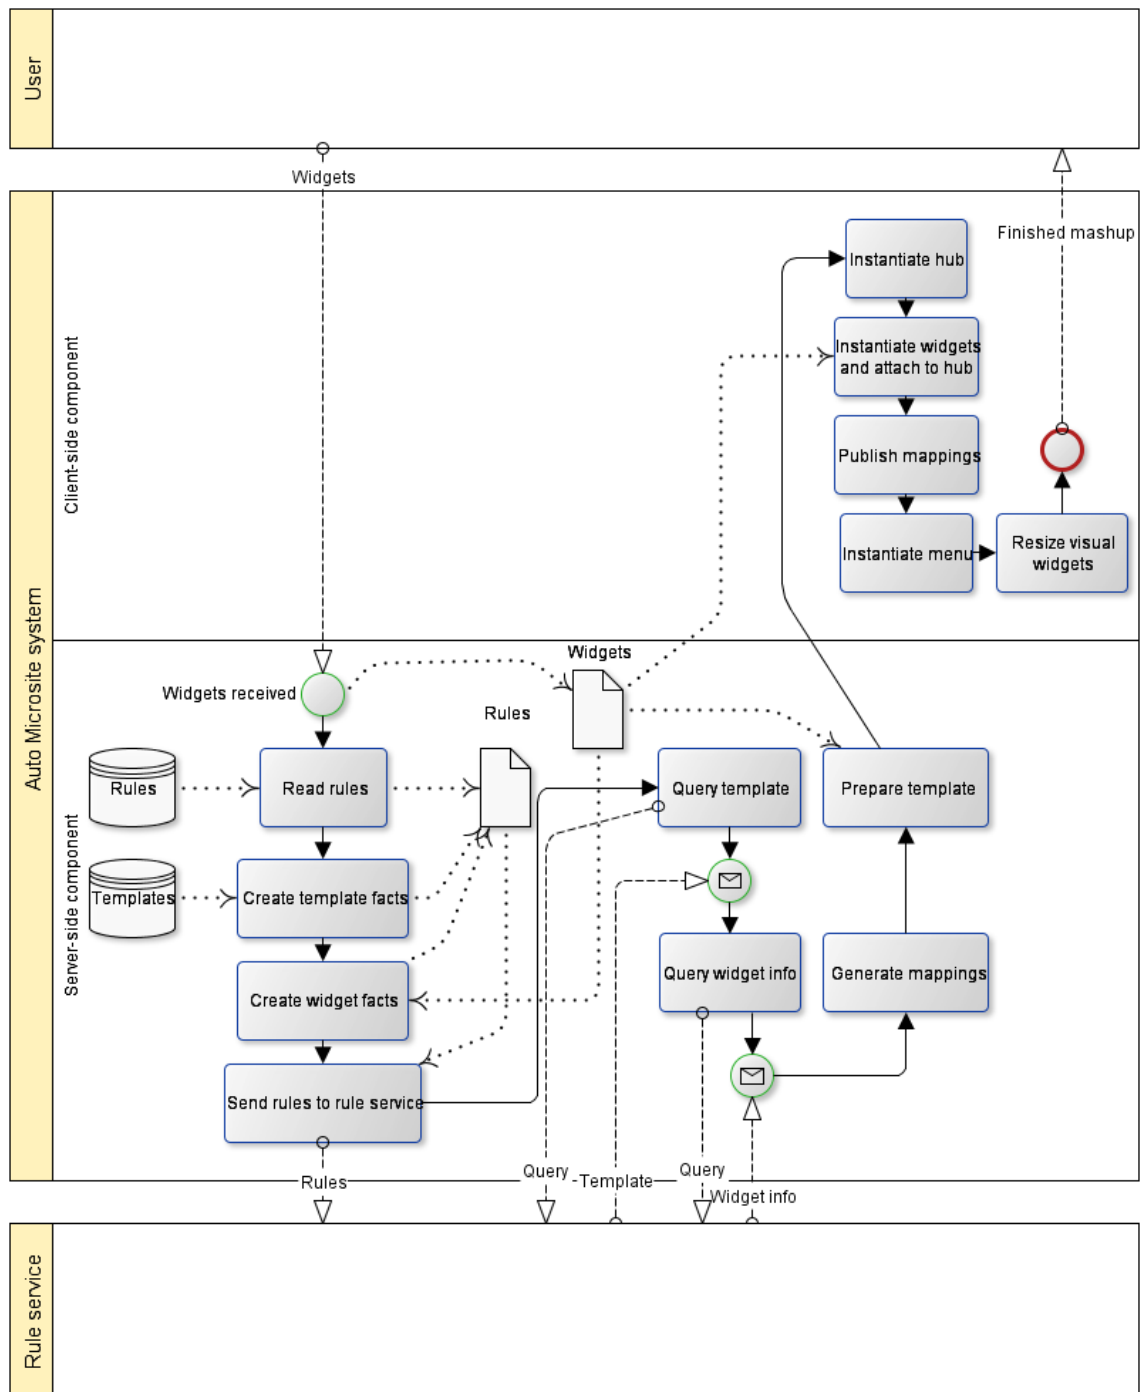 User
Widgets
Finished mashup
Auto Microsite system
Client-side component
Instantiate hub
Instantiate widgets
and attach to hub
Publish mappings
Instantiate menu
Resize visual
widgets
Server-side component
Widgets
Widgets received
Rules
Rules
Read rules
Query template
Prepare template
Templates
Create template facts
Create widget facts
Query widget info
Generate mappings
Send rules to rule service
Rules
Query
Template
Query
Widget info
Rule service